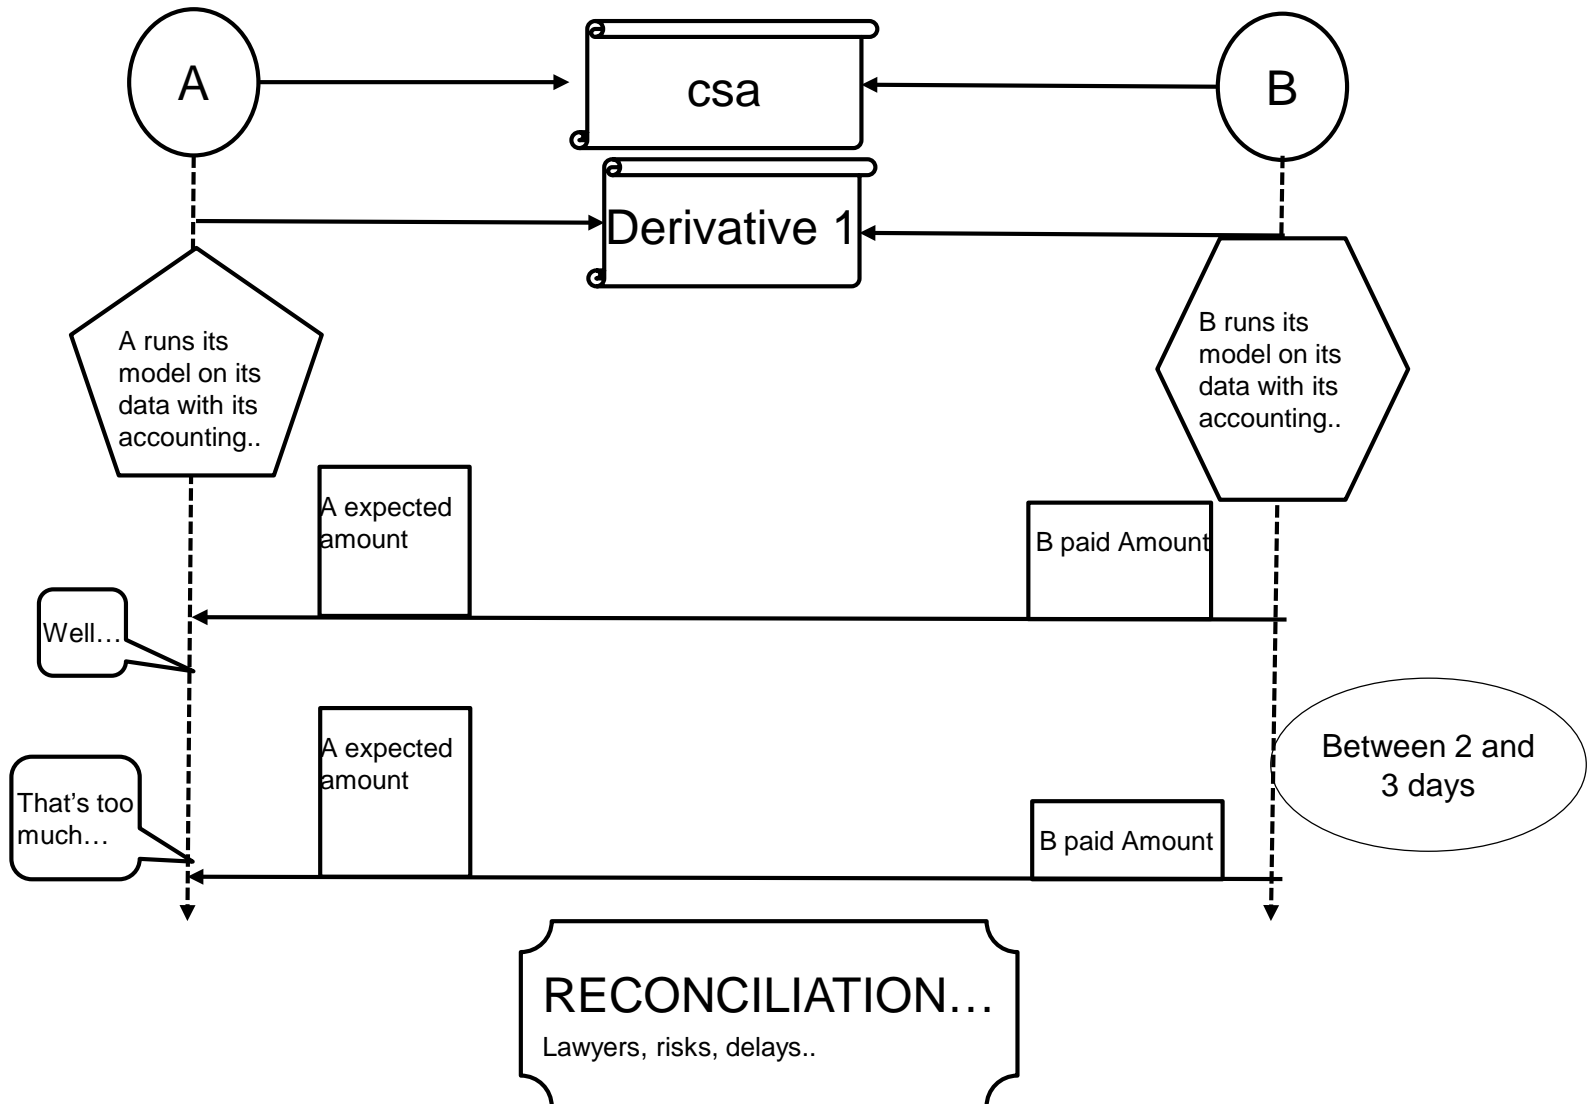 A
csa
B
Derivative 1
A runs its
model on its
data with its
accounting..
B runs its
model on its
data with its
accounting..
A expected
amount
B paid Amount
Well…
A expected
amount
Between 2 and
3 days
That’s too
much…
B paid Amount
RECONCILIATION…
Lawyers, risks, delays..